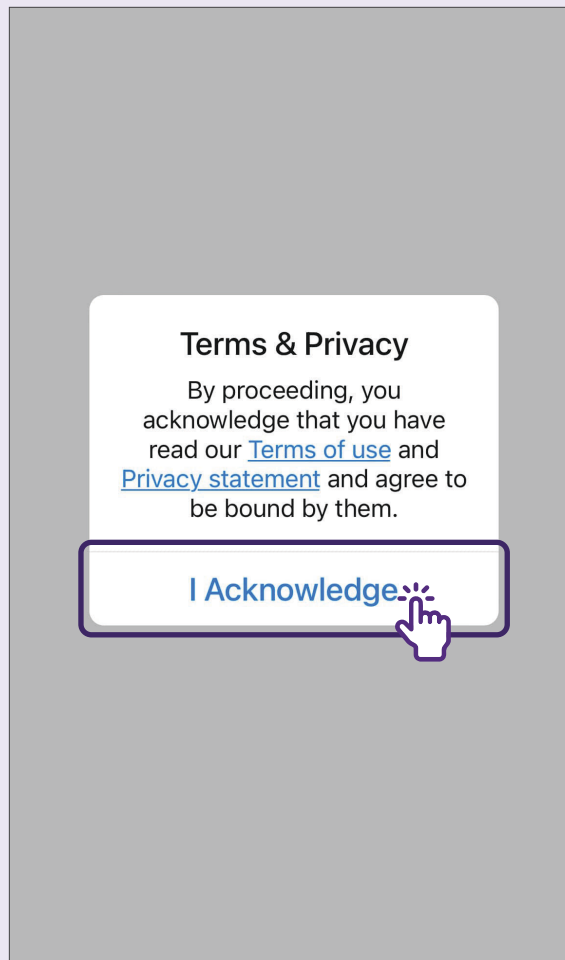 Terms & Privacy
By proceeding, you
acknowledge that you have
read our Terms of use and
Privacy statement and agree to
be bound by them.
I Acknowledge